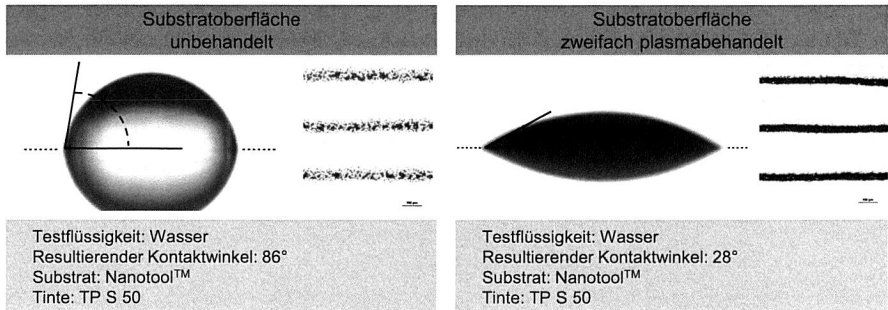 Substratoberfläche
unbehandelt
Substratoberfläche
zweifach plasmabehandelt
Testflüssigkeit: Wasser
Resultierender Kontaktwinkel: 86°
Substrat: Nanotool™
Tinte: TP S 50
Testflüssigkeit: Wasser
Resultierender Kontaktwinkel: 28°
Substrat: Nanotool™
Tinte: TP S 50